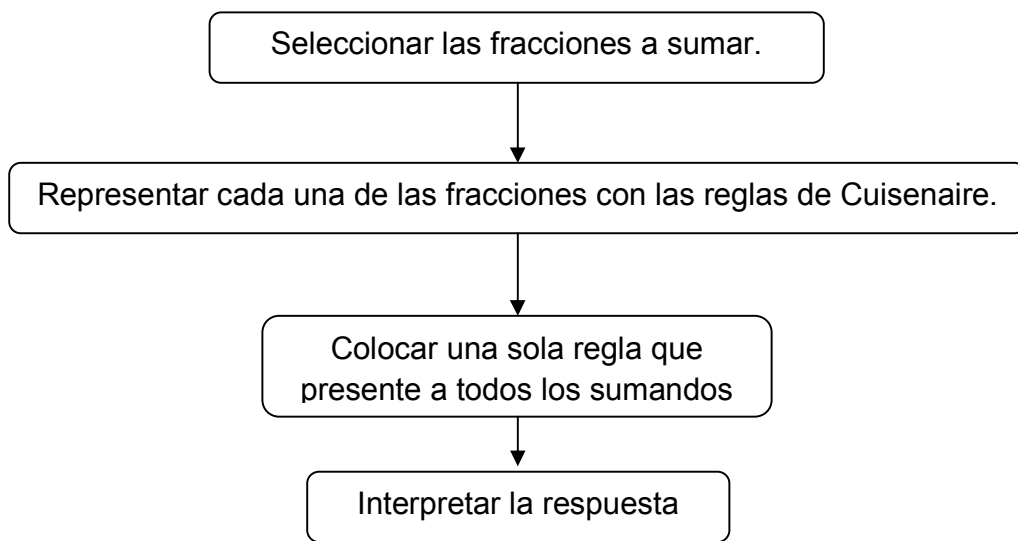 Seleccionar las fracciones a sumar.
Representar cada una de las fracciones con las reglas de Cuisenaire.
Colocar una sola regla que
presente a todos los sumandos
Interpretar la respuesta